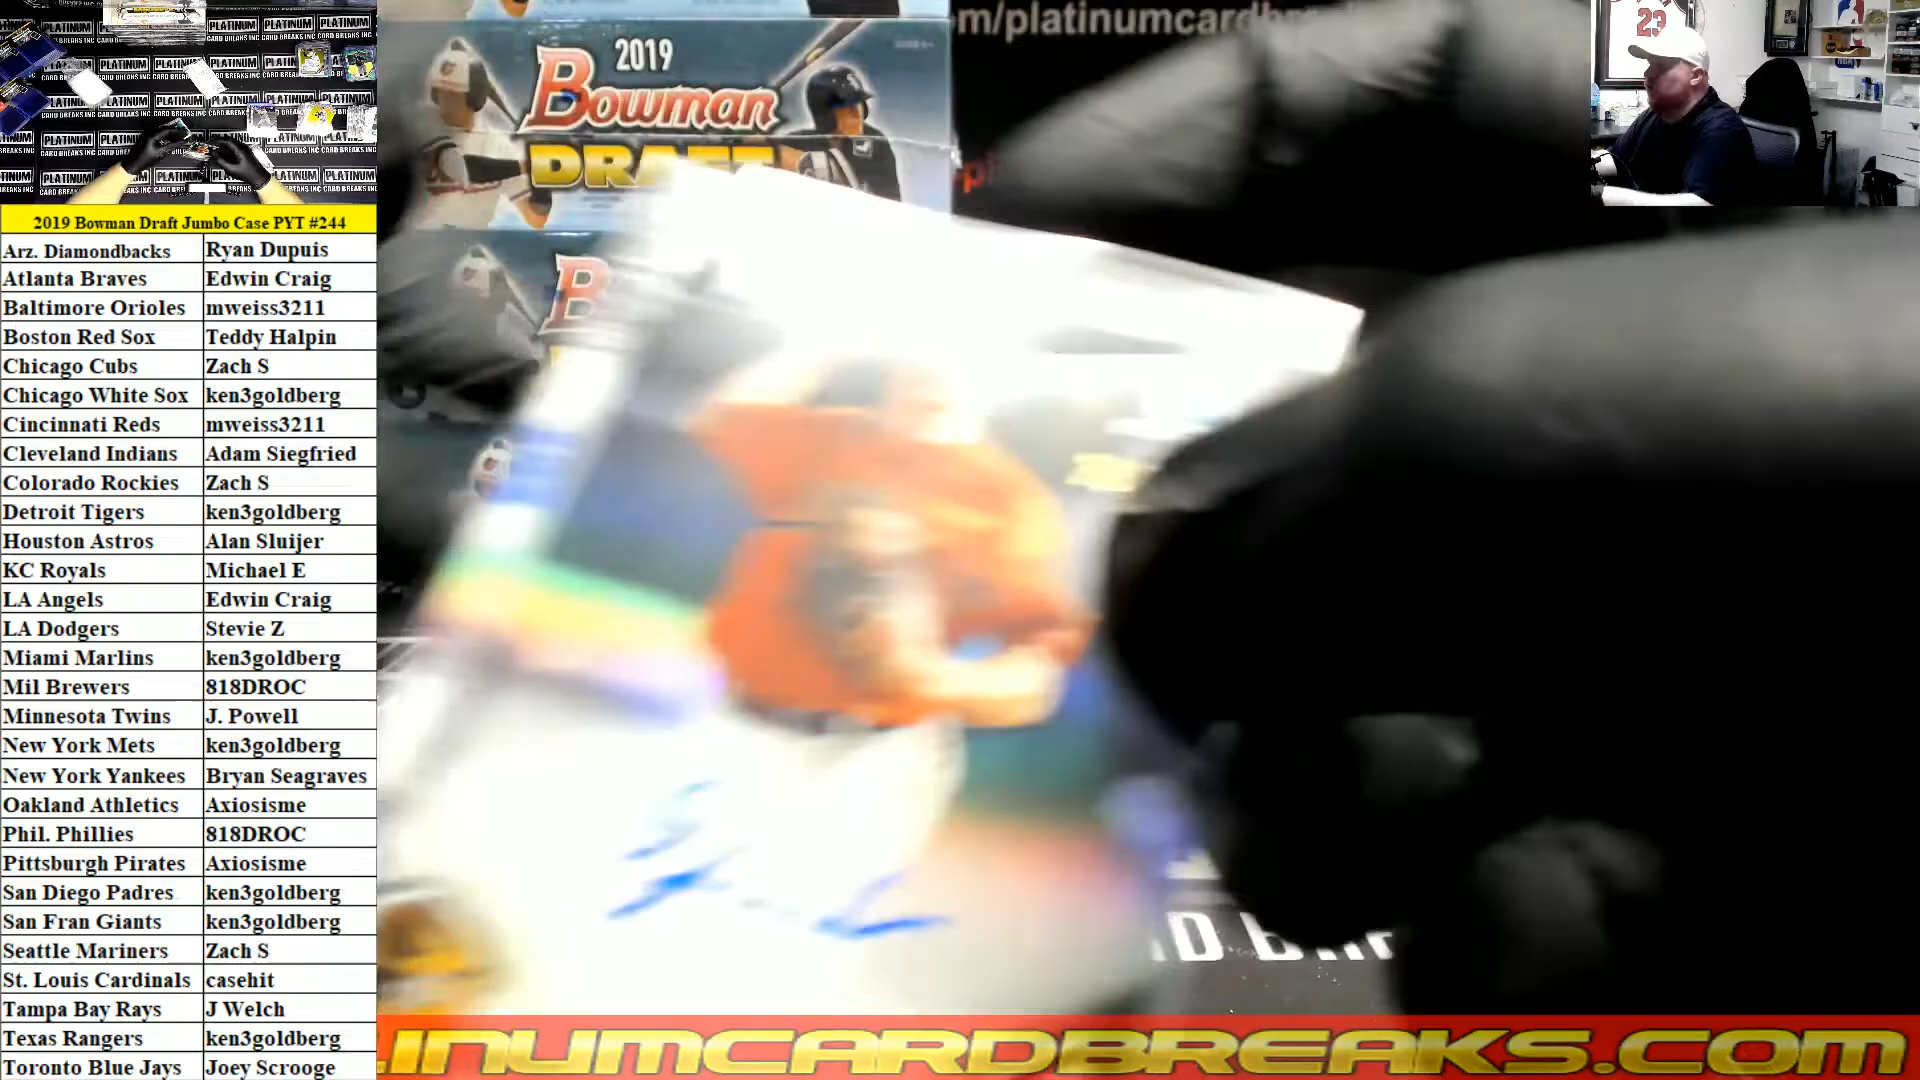 2019 Bowman Draft Jumbo Case PYT #244
Arz. Diamondbacks Ryan Dupuis
Atlanta Braves Edwin Craig
Baltimore Orioles mweiss3211
Boston Red Sox Teddy Halpin
Chicago Cubs Zach S
Chicago White Sox ken3goldberg
Cincinnati Reds mweiss3211
Cleveland Indians Adam Siegfried
Colorado Rockies Zach S
Detroit Tigers ken3goldberg
Houston Astros Alan Sluijer
KC Royals Michael E
LA Angels Edwin Craig
LA Dodgers Stevie Z
Miami Marlins ken3goldberg
Mil Brewers 818DROC
Minnesota Twins J. Powell
New York Mets ken3goldberg
New York Yankees Bryan Seagraves
Oakland Athletics Axiosisme
Phil. Phillies 818DROC
Pittsburgh Pirates Axiosisme
San Diego Padres ken3goldberg
San Fran Giants ken3goldberg
Seattle Mariners Zach S
St. Louis Cardinals casehit
Tampa Bay Rays J Welch
Texas Rangers ken3goldberg
Toronto Blue Jays Joey Scrooge
2019
Bowman
DRAFT
m/platinumcardbre
23
PLATINUM
CARD BREAKS INC
.INUMCARDBREAKS.COM